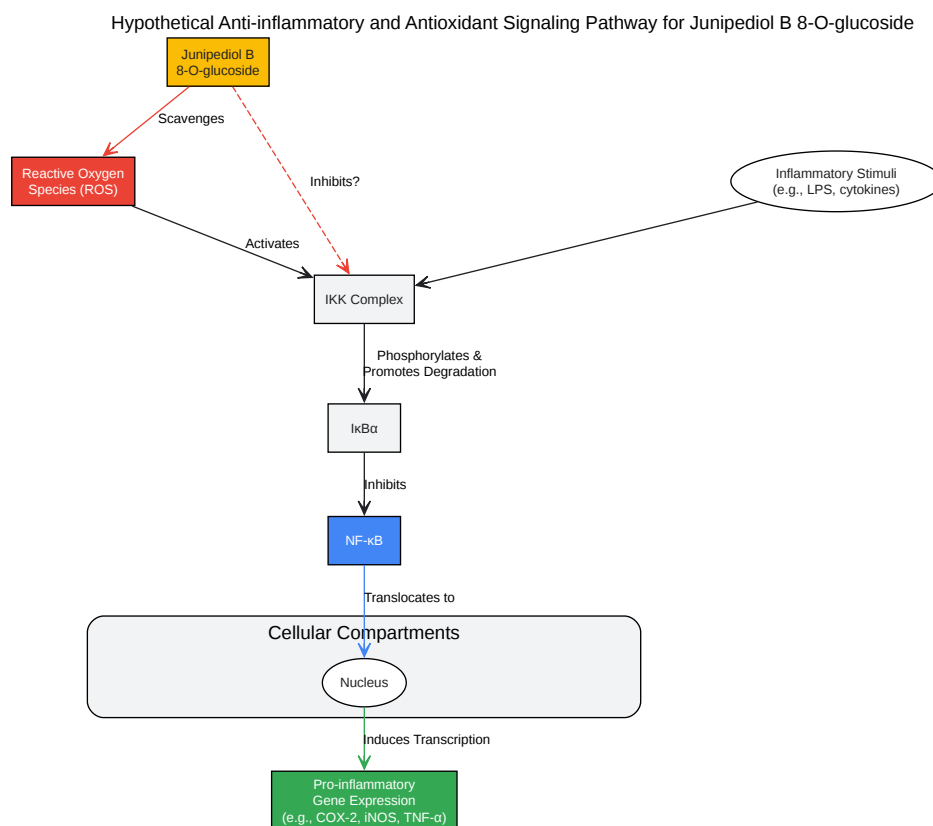 Hypothetical Anti-inflammatory and Antioxidant Signaling Pathway for Junipediol B 8-O-glucoside
Junipediol B
8-O-glucoside
Scavenges
Reactive Oxygen
Species (ROS)
Inhibits?
Inflammatory Stimuli
(e.g., LPS, cytokines)
Activates
IKK Complex
Phosphorylates &
Promotes Degradation
IκBα
Inhibits
NF-κB
Translocates to
Cellular Compartments
Nucleus
Induces Transcription
Pro-inflammatory
Gene Expression
(e.g., COX-2, iNOS, TNF-α)